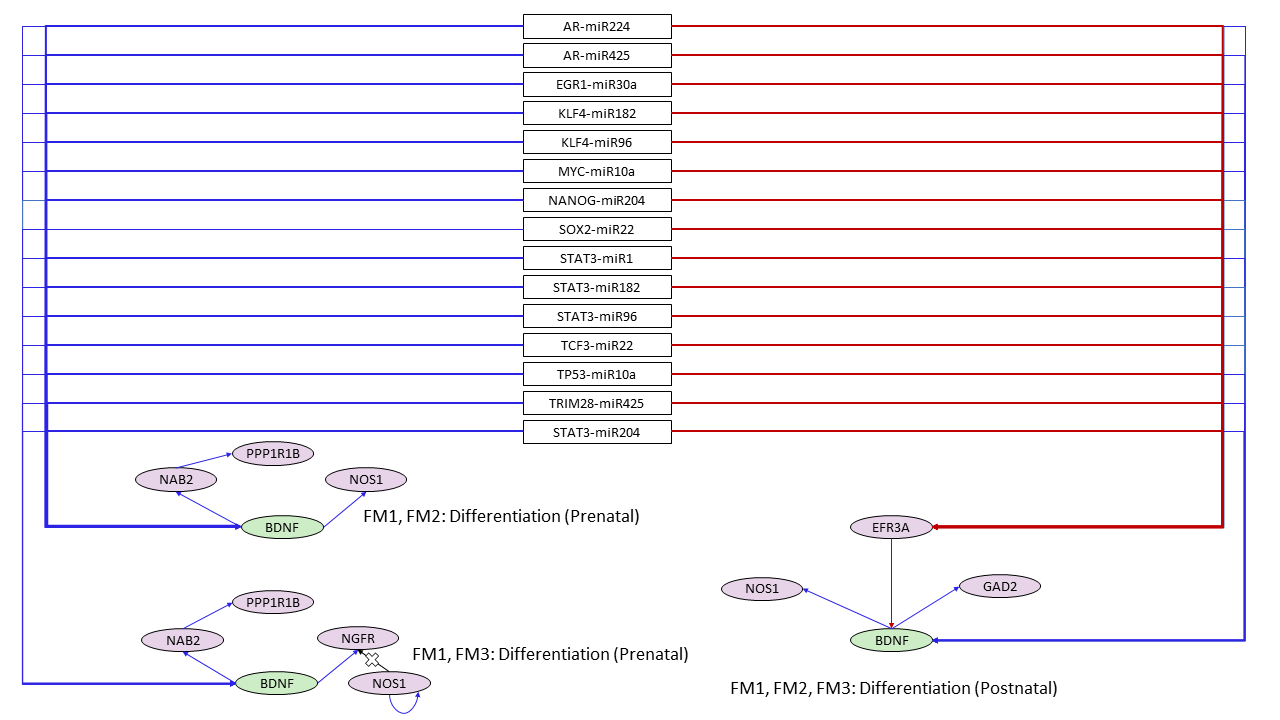 AR-miR224
AR-miR425
EGR1-miR30a
KLF4-miR182
KLF4-miR96
MYC-miR10a
NANOG-miR204
SOX2-miR22
STAT3-miR1
STAT3-miR182
STAT3-miR96
TCF3-miR22
TP53-miR10a
TRIM28-miR425
STAT3-miR204
PPP1R1B
NAB2
NOS1
BDNF
FM1, FM2: Differentiation (Prenatal)
PPP1R1B
NAB2
NGFR
BDNF
NOS1
FM1, FM3: Differentiation (Prenatal)
EFR3A
NOS1
GAD2
BDNF
FM1, FM2, FM3: Differentiation (Postnatal)